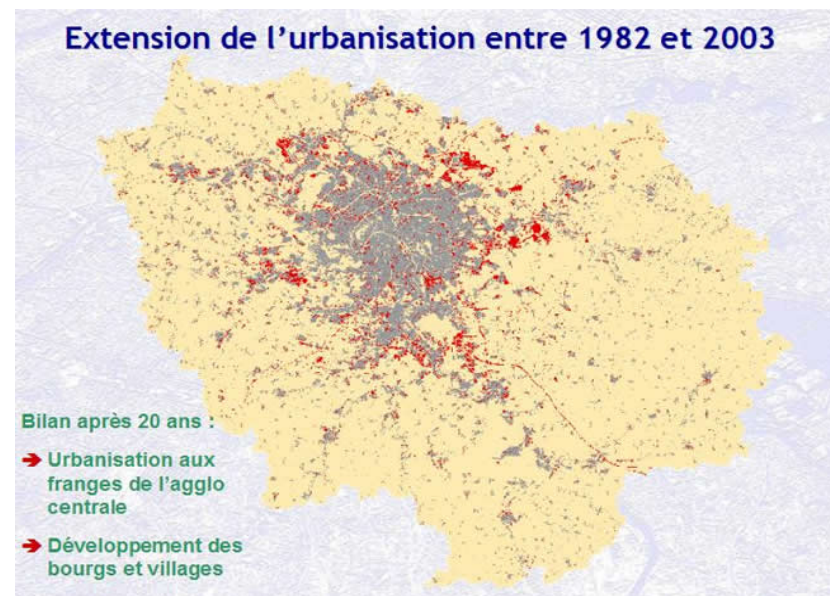 Extension de l'urbanisation entre 1982 et 2003
Bilan après 20 ans :
➔ Urbanisation aux
franges de l'agglo
centrale
➔ Développement des
bourgs et villages